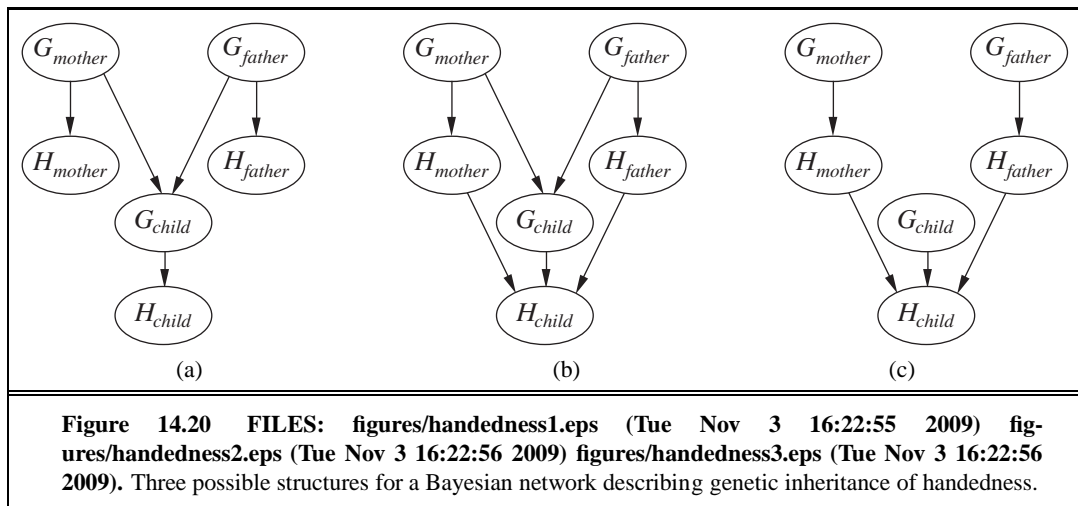 G_mother G_father G_mother G_father G_mother G_father
H_mother H_father H_mother H_father H_mother H_father
G_child G_child G_child
H_child H_child H_child
(a) (b) (c)
Figure 14.20 FILES: figures/handedness1.eps (Tue Nov 3 16:22:55 2009) fig-
ures/handedness2.eps (Tue Nov 3 16:22:56 2009) figures/handedness3.eps (Tue Nov 3 16:22:56
2009). Three possible structures for a Bayesian network describing genetic inheritance of handedness.